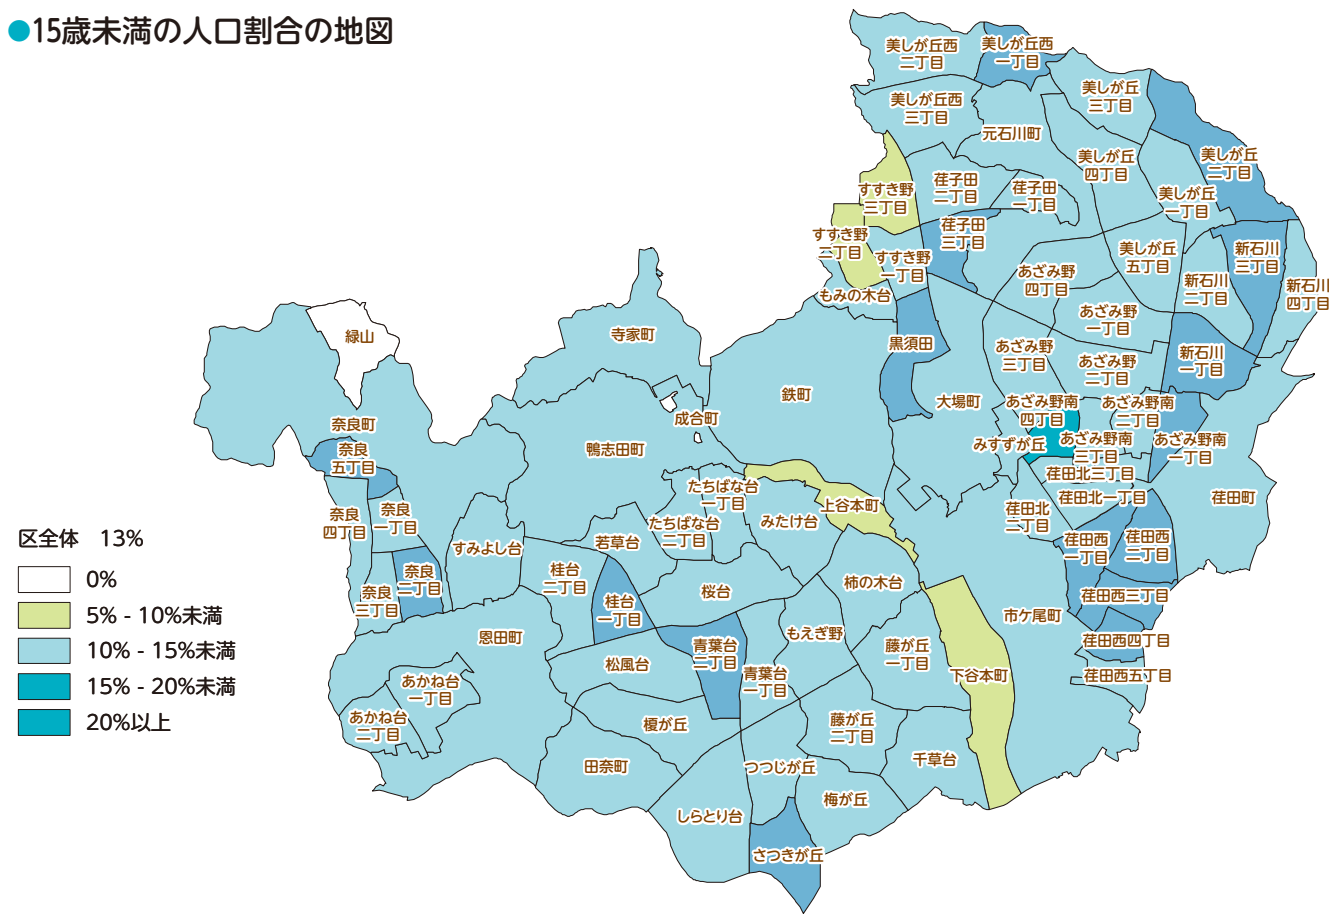 ●15歳未満の人口割合の地図
美しが丘西
二丁目
美しが丘西
一丁目
美しが丘
三丁目
美しが丘西
三丁目
元石川町
美しが丘
四丁目
美しが丘
二丁目
美しが丘
一丁目
すすき野
三丁目
荏子田
二丁目
荏子田
一丁目
荏子田
三丁目
すすき野
二丁目
すすき野
一丁目
もみの木台
あざみ野
四丁目
美しが丘
五丁目
新石川
三丁目
新石川
二丁目
新石川
四丁目
あざみ野
一丁目
緑山
寺家町
黒須田
あざみ野
三丁目
あざみ野
二丁目
新石川
一丁目
鉄町
大場町
あざみ野南
四丁目
あざみ野南
二丁目
奈良町
成合町
鴨志田町
みすずが丘
あざみ野南
三丁目
あざみ野南
一丁目
奈良
五丁目
荏田北三丁目
荏田北一丁目
荏田町
たちばな台
一丁目
上谷本町
奈良
四丁目
奈良
一丁目
たちばな台
二丁目
みたけ台
荏田北
二丁目
区全体 13%
すみよし台
若草台
荏田西
一丁目
荏田西
二丁目
0%
奈良
三丁目
奈良
二丁目
桂台
二丁目
桜台
柿の木台
荏田西三丁目
5% - 10%未満
桂台
一丁目
市ケ尾町
恩田町
もえぎ野
荏田西四丁目
10% - 15%未満
松風台
青葉台
二丁目
藤が丘
一丁目
下谷本町
荏田西五丁目
15% - 20%未満
あかね台
一丁目
青葉台
一丁目
20%以上
あかね台
二丁目
榎が丘
藤が丘
二丁目
田奈町
つつじが丘
千草台
しらとり台
梅が丘
さつきが丘